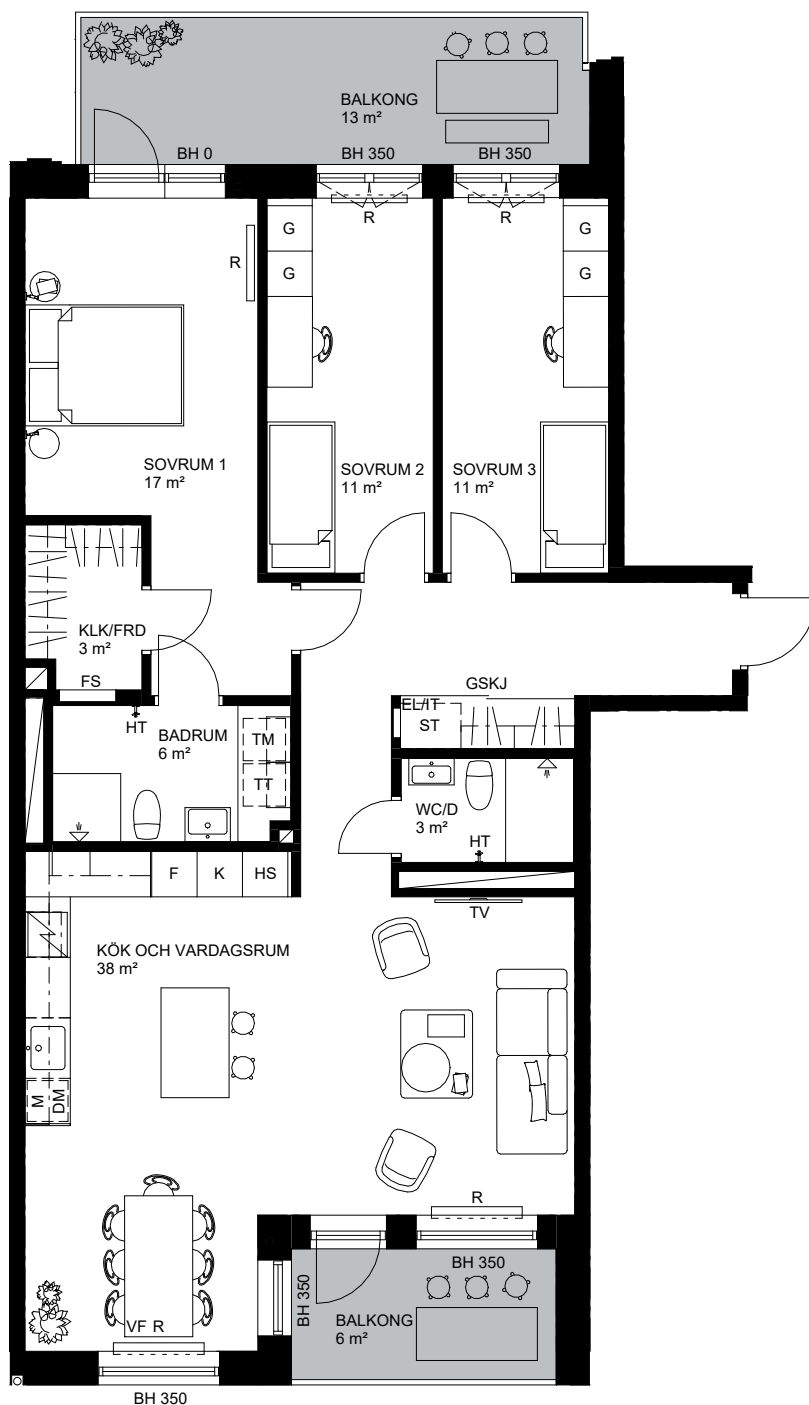 BALKONG
13 m²
BH 0
BH 350
BH 350
R
R
R
G
G
G
G
SOVRUM 1
17 m²
SOVRUM 2
11 m²
SOVRUM 3
11 m²
KLK/FRD
3 m²
FS
HT
BADRUM
6 m²
TM
TT
GSKJ
EL/IT
ST
WC/D
3 m²
HT
F
K
HS
TV
KÖK OCH VARDAGSRUM
38 m²
M
DM
R
BH 350
BH 350
BALKONG
6 m²
VF R
BH 350